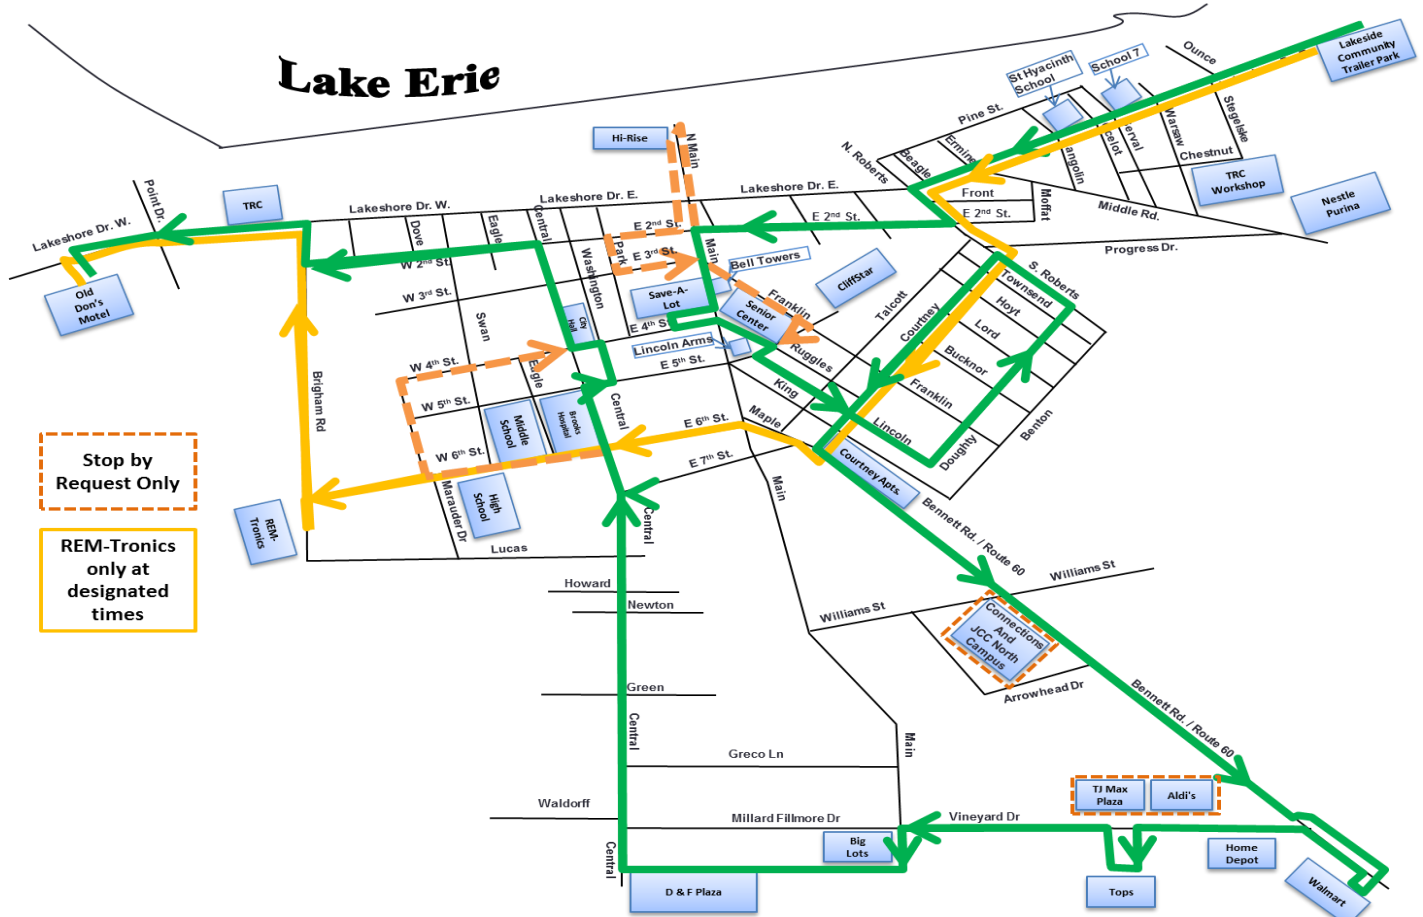 Lake Erie
Lakeside
Community
Trailer Park
Ounce
School 7
St Hyacinth
School
Stegelske
Warsaw
Pine St.
Chestnut
TRC
Workshop
Nestle
Purina
Hi-Rise
N Main
N. Roberts
Beagle
Ermine
Front
Moffat
E 2nd St.
Middle Rd.
Progress Dr.
Point Dr.
TRC
Lakeshore Dr. W.
Lakeshore Dr. W.
Lakeshore Dr. E.
Lakeshore Dr. E.
Dove
Eagle
Central
Washington
Park
E 2nd St.
E 2nd St.
E 3rd St.
Main
W 2nd St.
W 3rd St.
Old
Don's
Motel
Bell Towers
CliffStar
Save-A-
Lot
Senior
Center
Franklin
Talcott
Courtney
S. Roberts
Townsend
Hoyt
Lord
Bucknor
Franklin
Lincoln
Doughty
Benton
Swan
City
Hall
E 4th St.
Lincoln Arms
Ruggles
King
Maple
E 5th St.
W 4th St.
Eagle
W 5th St.
W 6th St.
Middle
School
Brooks
Hospital
Central
E 6th St.
E 7th St.
Main
Brigham Rd
Stop by
Request Only
REM-Tronics
only at
designated
times
REM-
Tronics
Marauder Dr
High
School
Lucas
Central
Courtney Apts.
Bennett Rd. / Route 60
Howard
Newton
Williams St
Williams St
Connections
And
JCC North
Campus
Arrowhead Dr
Green
Central
Bennett Rd. / Route 60
Main
Greco Ln
Waldorff
Millard Fillmore Dr
Vineyard Dr
TJ Max
Plaza
Aldi's
Big
Lots
Home
Depot
Central
D & F Plaza
Tops
Walmart